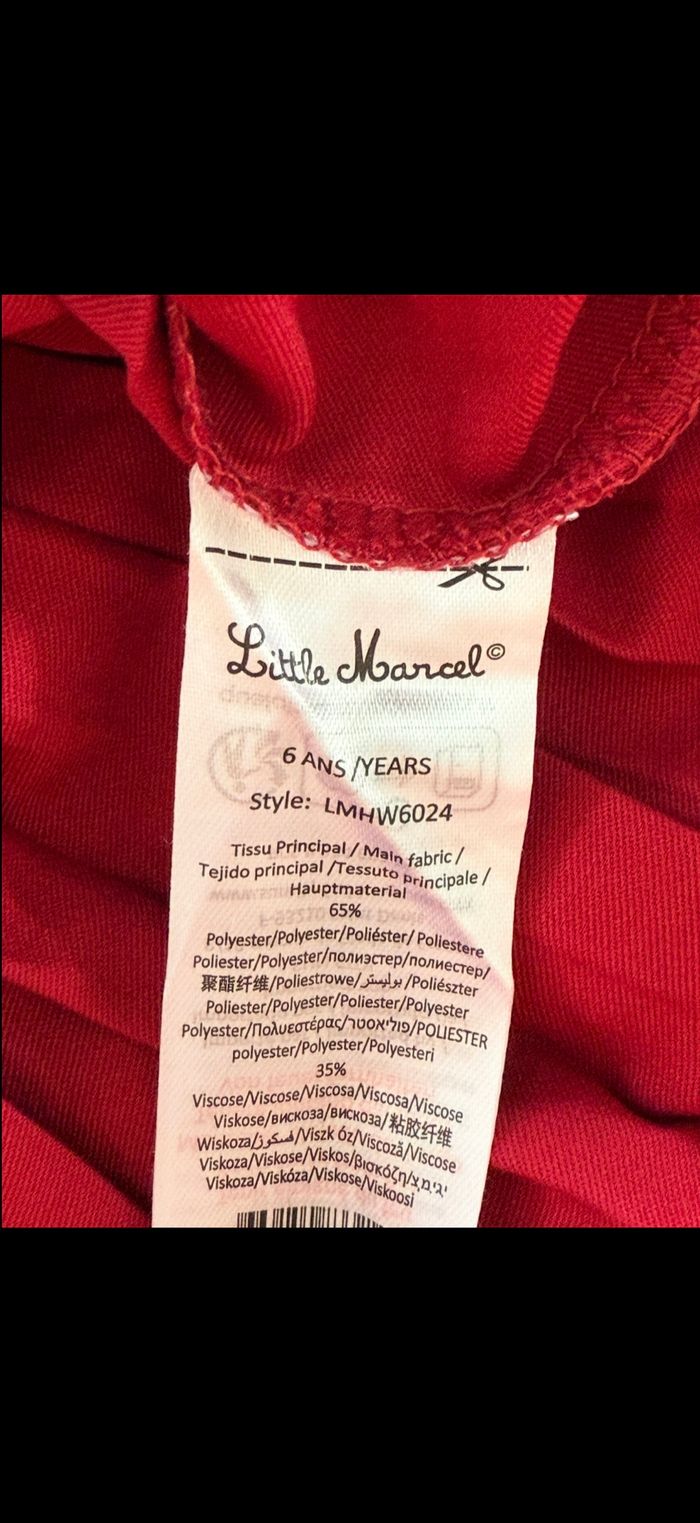 Little Marcel©
6 ANS /YEARS
Style: LMHW6024
Tissu Principal / Main fabric /
Tejido principal /Tessuto principale /
Hauptmaterial
65%
Polyester/Polyester/Poliéster/ Poliestere
Poliester/Polyester/полиэстер/полиестер/
聚酯纤维/Poliestrowe/بوليستر/Poliészter
Poliester/Polyester/Poliester/Polyester
Polyester/Πολυεστέρας/פוליאסטר/POLIESTER
polyester/Polyester/Polyesteri
35%
Viscose/Viscose/Viscosa/Viscosa/Viscose
Viskose/вискоза/вискоза/粘胶纤维
Wiskoza/فسكوز/Viszk óz/Viscoză/Viscose
Viskoza/Viskose/Viskos/βισκόζη/
Viskoza/Viskóza/Viskose/Viskoosi